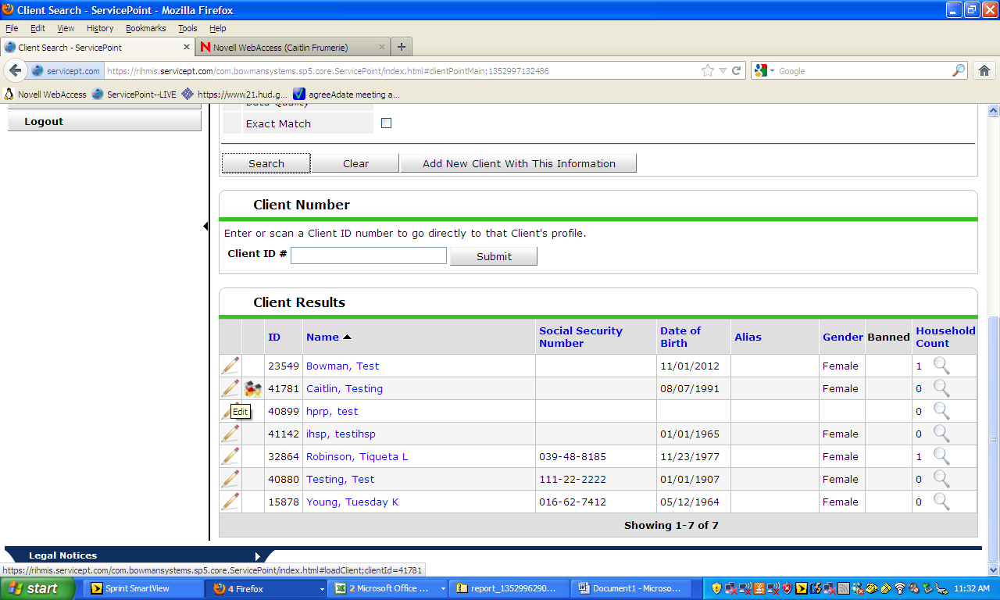 Client Search - ServicePoint - Mozilla Firefox
File Edit View History Bookmarks Tools Help
Client Search - ServicePoint × Novell WebAccess (Caitlin Frumerie) × +
servicept.com https://rihmis.servicept.com/com.bowmansystems.sp5.core.ServicePoint/index.html#clientPointMain;1352997132486 Google
Novell WebAccess ServicePoint--LIVE https://www21.hud.g... agreeAdate meeting a...
Data Quality
Logout
Exact Match
Search Clear Add New Client With This Information
Client Number
Enter or scan a Client ID number to go directly to that Client's profile.
Client ID # Submit
Client Results
ID Name Social Security Number Date of Birth Alias Gender Banned Household Count
23549 Bowman, Test 11/01/2012 Female 1
41781 Caitlin, Testing 08/07/1991 Female 0
Edit
40899 hprp, test 0
41142 ihsp, testihsp 01/01/1965 Female 0
32864 Robinson, Tiqueta L 039-48-8185 11/23/1977 Female 1
40880 Testing, Test 111-22-2222 01/01/1907 Female 0
15878 Young, Tuesday K 016-62-7412 05/12/1964 Female 0
Showing 1-7 of 7
Legal Notices
https://rihmis.servicept.com/com.bowmansystems.sp5.core.ServicePoint/index.html#loadClient;clientId=41781
start Sprint SmartView 4 Firefox 2 Microsoft Office ... report_1352996290... Document1 - Microso... 11:32 AM